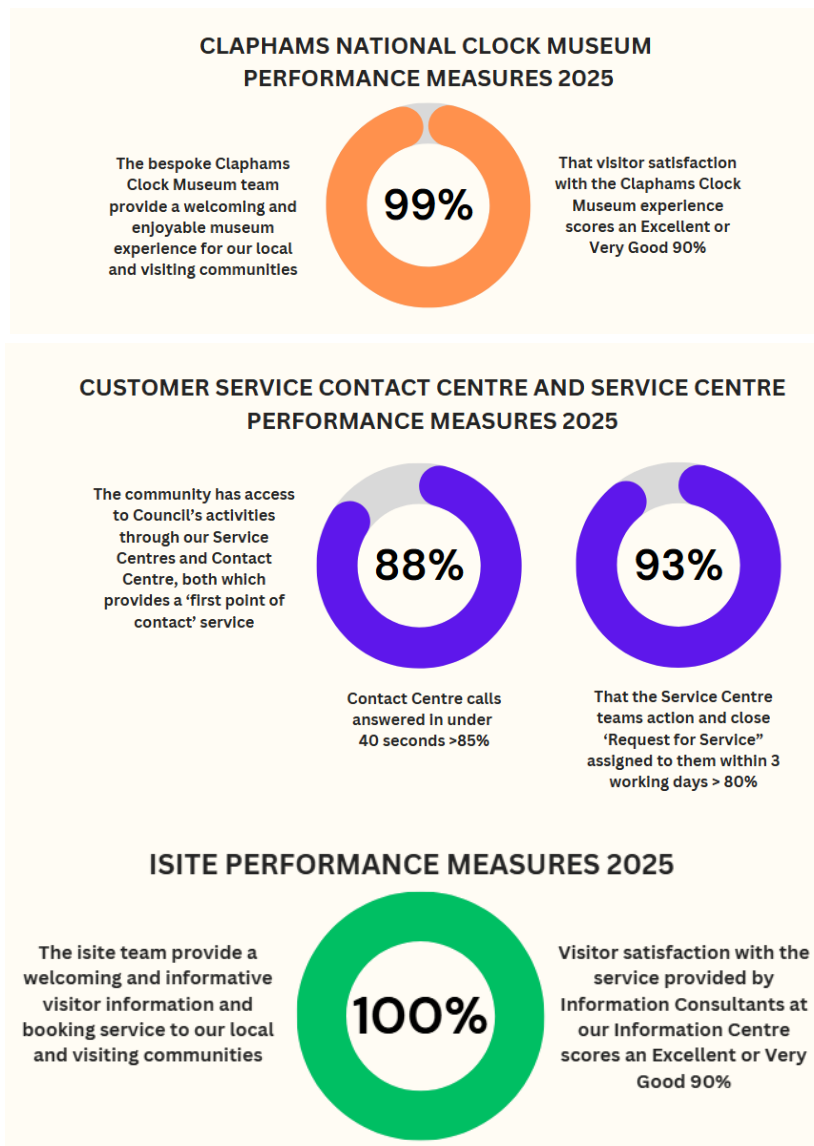 CLAPHAMS NATIONAL CLOCK MUSEUM
PERFORMANCE MEASURES 2025
The bespoke Claphams
Clock Museum team
provide a welcoming and
enjoyable museum
experience for our local
and visiting communities
99%
That visitor satisfaction
with the Claphams Clock
Museum experience
scores an Excellent or
Very Good 90%
CUSTOMER SERVICE CONTACT CENTRE AND SERVICE CENTRE
PERFORMANCE MEASURES 2025
The community has access
to Council’s activities
through our Service
Centres and Contact
Centre, both which
provides a ‘first point of
contact’ service
88%
Contact Centre calls
answered in under
40 seconds >85%
93%
That the Service Centre
teams action and close
‘Request for Service”
assigned to them within 3
working days > 80%
ISITE PERFORMANCE MEASURES 2025
The isite team provide a
welcoming and informative
visitor information and
booking service to our local
and visiting communities
100%
Visitor satisfaction with the
service provided by
Information Consultants at
our Information Centre
scores an Excellent or Very
Good 90%